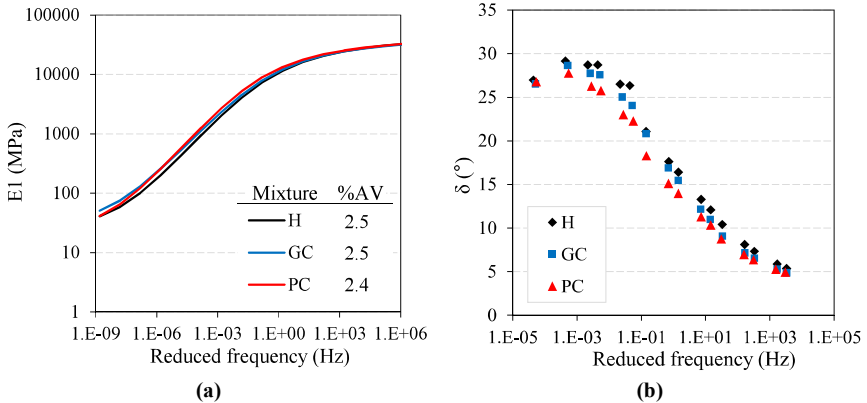 (a)
100000
10000
1000
100
10
1
E1 (MPa)
Mixture %AV
H 2.5
GC 2.5
PC 2.4
1.E-09 1.E-06 1.E-03 1.E+00 1.E+03 1.E+06
Reduced frequency (Hz)
(a)
(b)
35
30
25
20
15
10
5
0
δ (°)
H
GC
PC
1.E-05 1.E-03 1.E-01 1.E+01 1.E+03 1.E+05
Reduced frequency (Hz)
(b)